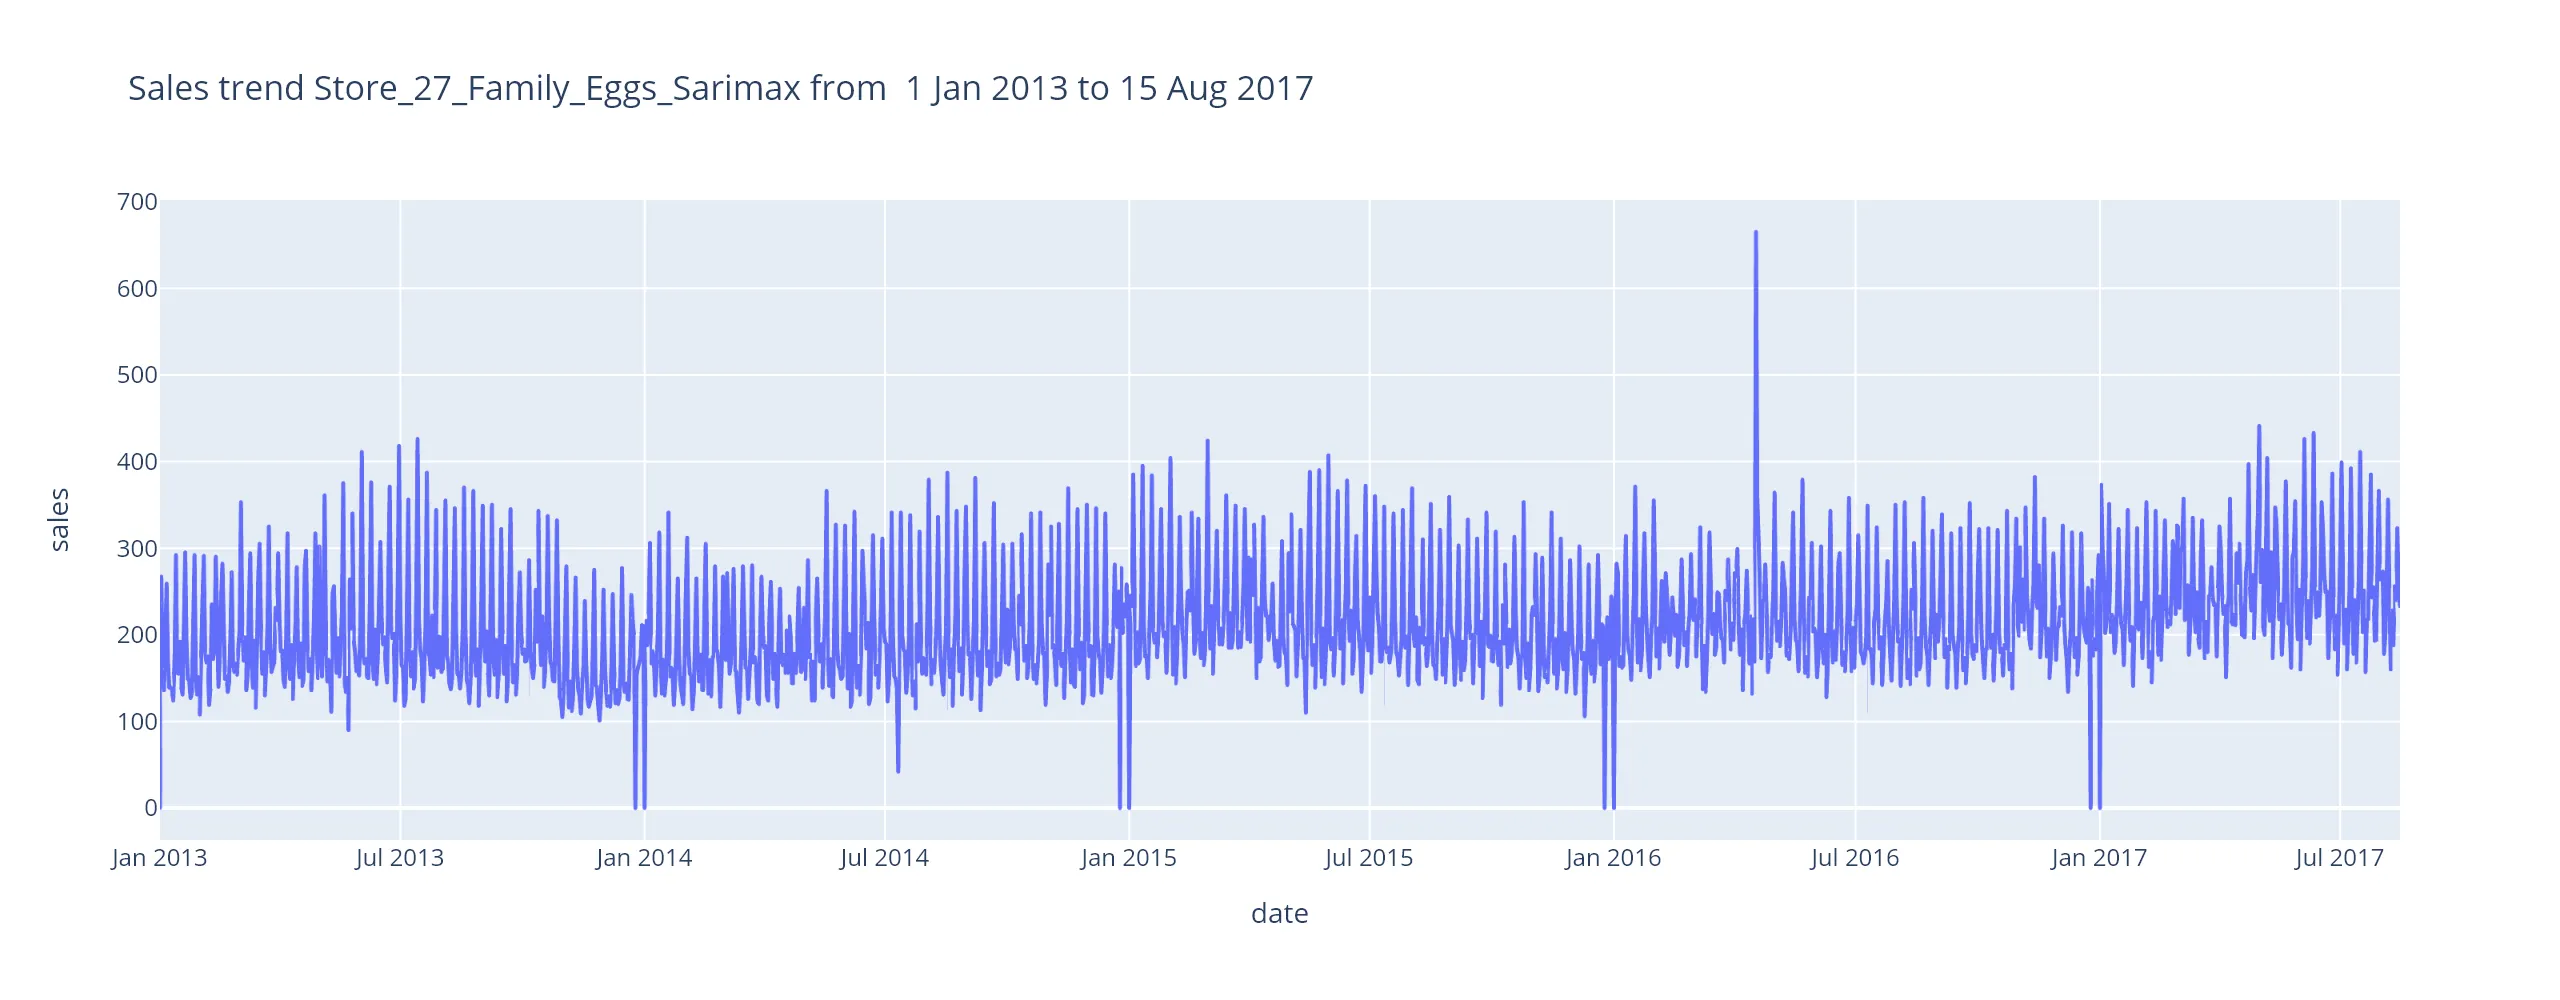 Sales trend Store_27_Family_Eggs_Sarimax from  1 Jan 2013 to 15 Aug 2017
700
600
500
400
300
200
100
0
sales
Jan 2013 Jul 2013 Jan 2014 Jul 2014 Jan 2015 Jul 2015 Jan 2016 Jul 2016 Jan 2017 Jul 2017
date